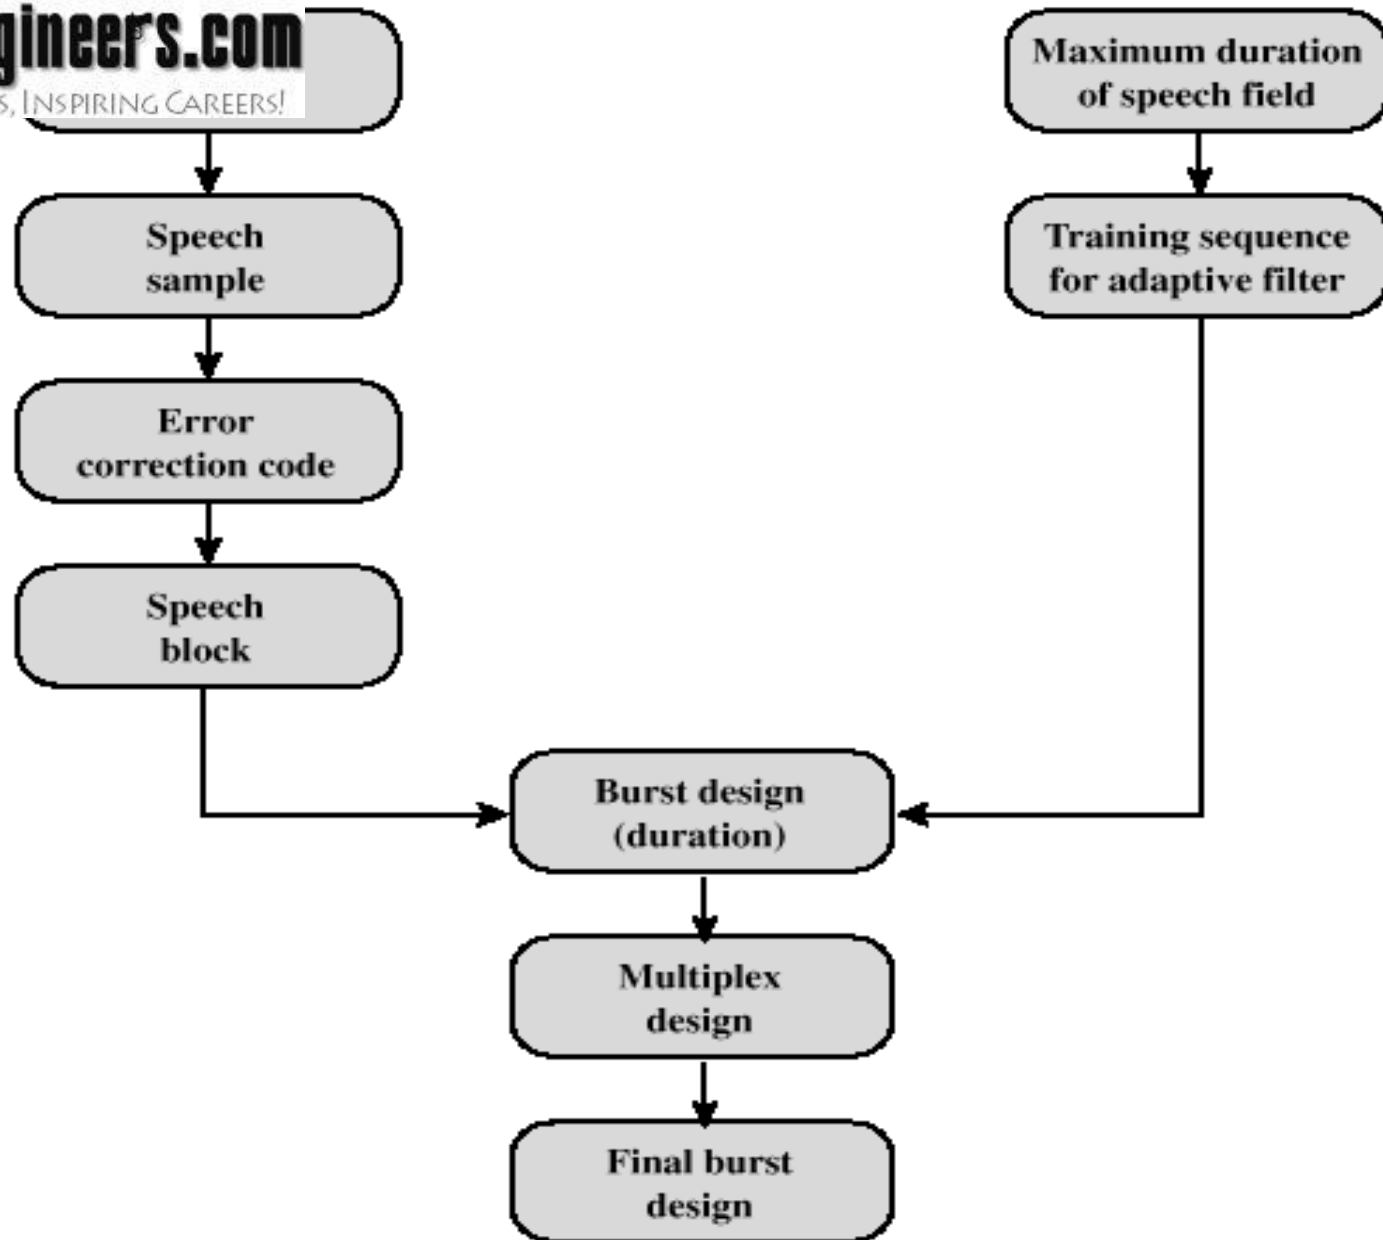 gineers.com
s, INSPIRING CAREERS!
Speech
sample
Error
correction code
Speech
block
Maximum duration
of speech field
Training sequence
for adaptive filter
Burst design
(duration)
Multiplex
design
Final burst
design